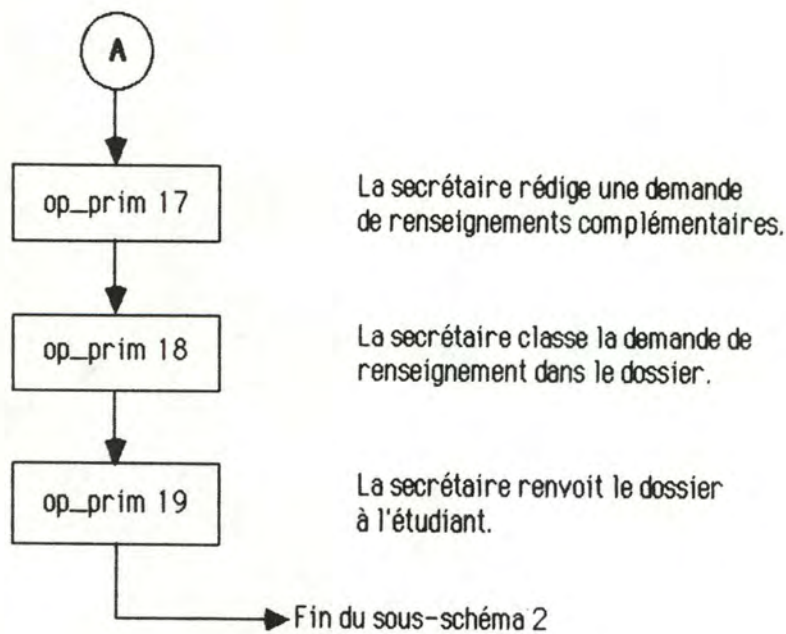 A
op_prim 17
La secrétaire rédige une demande
de renseignements complémentaires.
op_prim 18
La secrétaire classe la demande de
renseignement dans le dossier.
op_prim 19
La secrétaire renvoit le dossier
à l'étudiant.
Fin du sous-schéma 2